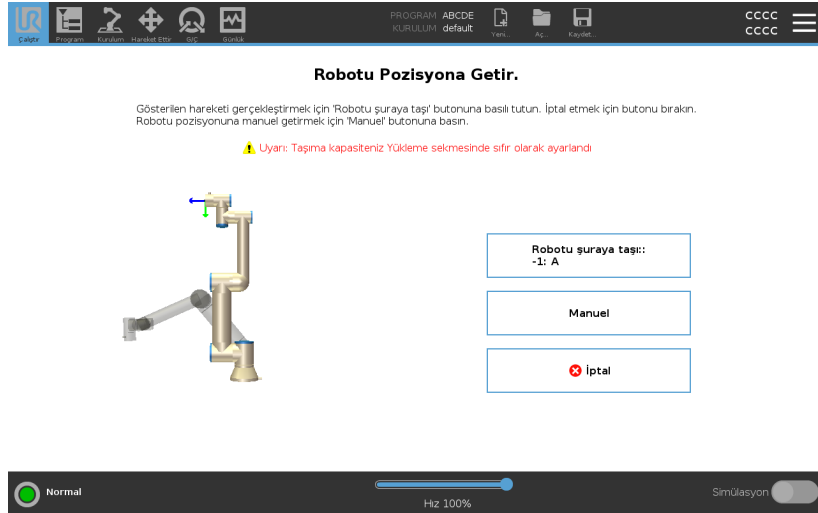 UR
Çalıştır
Program
Kurulum
Hareket Ettir
G/Ç
Günlük
PROGRAM ABCDE
KURULUM default
Yeni...
Aç...
Kaydet...
cccc
cccc
Robotu Pozisyona Getir.
Gösterilen hareketi gerçekleştirmek için 'Robotu şuraya taşı' butonuna basılı tutun. İptal etmek için butonu bırakın.
Robotu pozisyonuna manuel getirmek için 'Manuel' butonuna basın.
Uyarı: Taşıma kapasiteniz Yükleme sekmesinde sıfır olarak ayarlandı
Robotu şuraya taşı::
-1: A
Manuel
İptal
Normal
Hız 100%
Simülasyon